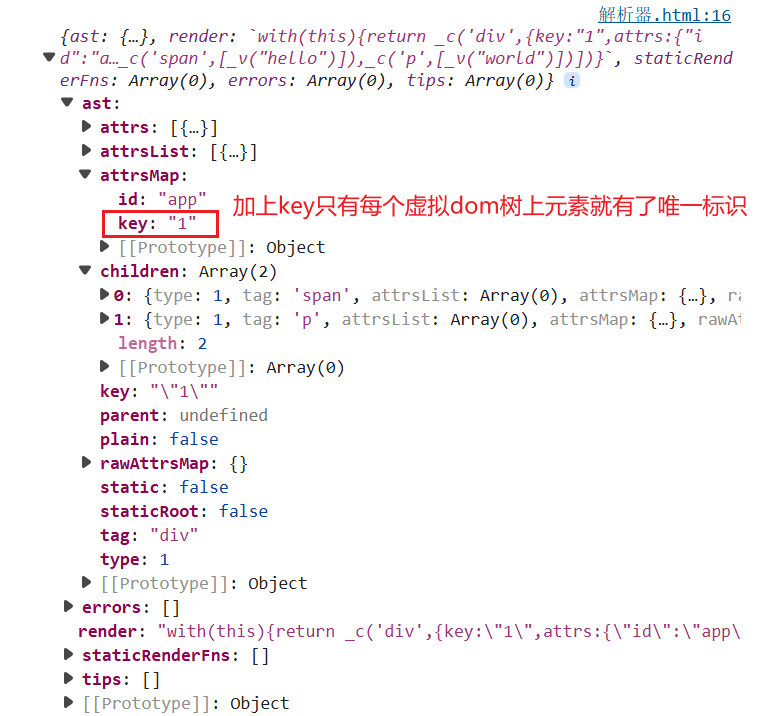 解析器.html:16
{ast: {…}, render: `with(this){return _c('div',{key:"1",attrs:{"i
d":"a…_c('span',[_v("hello")]),_c('p',[_v("world")])])}`, staticRend
erFns: Array(0), errors: Array(0), tips: Array(0)} i
ast:
attrs: [{…}]
attrsList: [{…}]
attrsMap:
id: "app"
key: "1" 加上key只有每个虚拟dom树上元素就有了唯一标识
[[Prototype]]: Object
children: Array(2)
0: {type: 1, tag: 'span', attrsList: Array(0), attrsMap: {…}, ra
1: {type: 1, tag: 'p', attrsList: Array(0), attrsMap: {…}, rawA
length: 2
[[Prototype]]: Array(0)
key: "\"1\""
parent: undefined
plain: false
rawAttrsMap: {}
static: false
staticRoot: false
tag: "div"
type: 1
[[Prototype]]: Object
errors: []
render: "with(this){return _c('div',{key:\"1\",attrs:{\"id\":\"app\
staticRenderFns: []
tips: []
[[Prototype]]: Object